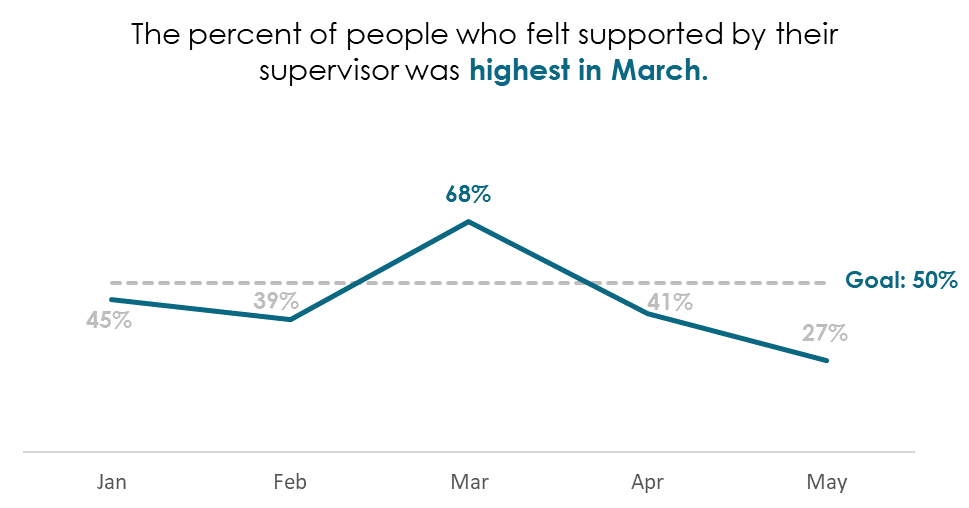 The percent of people who felt supported by their
supervisor was highest in March.
68%
Goal: 50%
39%
41%
45%
27%
Jan Feb Mar Apr May